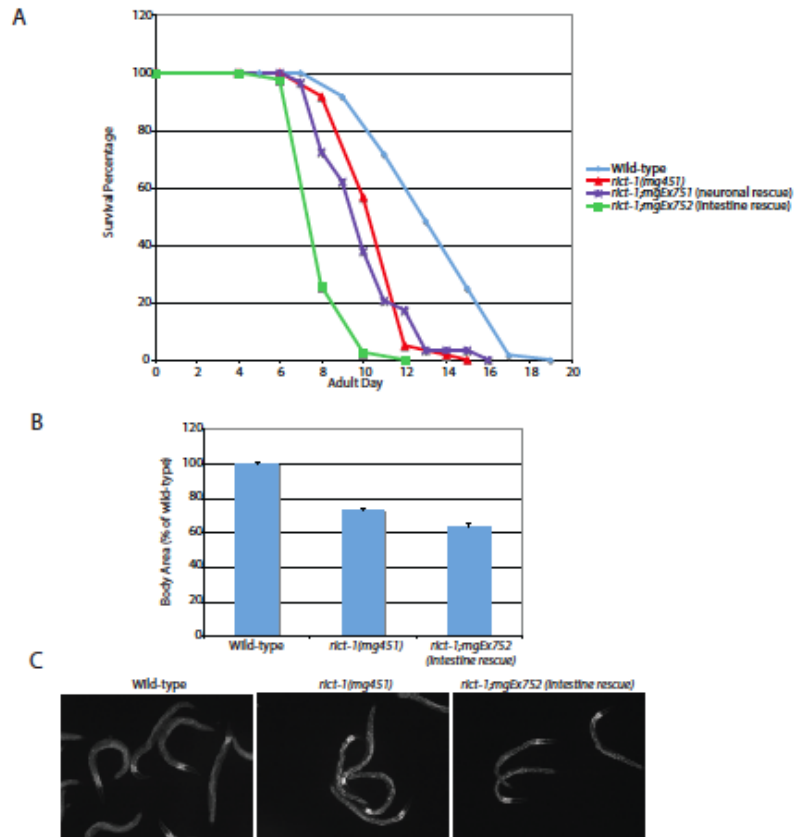 A
120
100
80
60
40
20
0
Survival Percentage
0 2 4 6 8 10 12 14 16 18 20
Adult Day
Wild-type
rict-1(mg451)
rict-1;mgEx751 (neuronal rescue)
rict-1;mgEx752 (intestine rescue)
B
120
100
80
60
40
20
0
Body Area (% of wild-type)
Wild-type rict-1(mg451) rict-1;mgEx752
(intestine rescue)
C
Wild-type rict-1(mg451) rict-1;mgEx752 (intestine rescue)